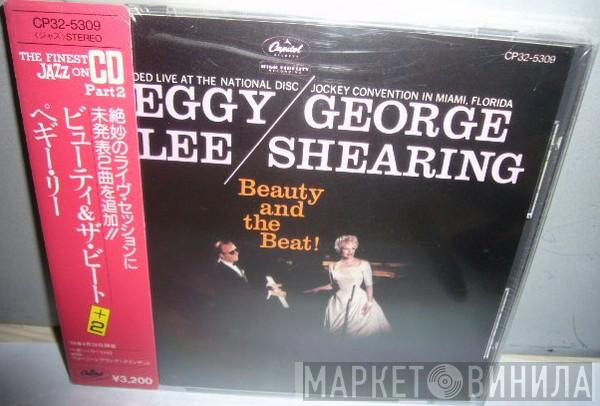 CP32-5309
〈ジャズ〉STEREO
THE FINEST
JAZZ ON CD
Part2
絶妙のライヴ・セッションに
未発表2曲を追加!!
ビューティ&ザ・ビート +2
ペギー・リー
¥3,200
Capitol
HIGH FIDELITY
CP32-5309
DED LIVE AT THE NATIONAL DISC / JOCKEY CONVENTION IN MIAMI, FLORIDA
EGGY / GEORGE
LEE / SHEARING
Beauty
and
the
Beat!
МАРКЕТ ВИНИЛА